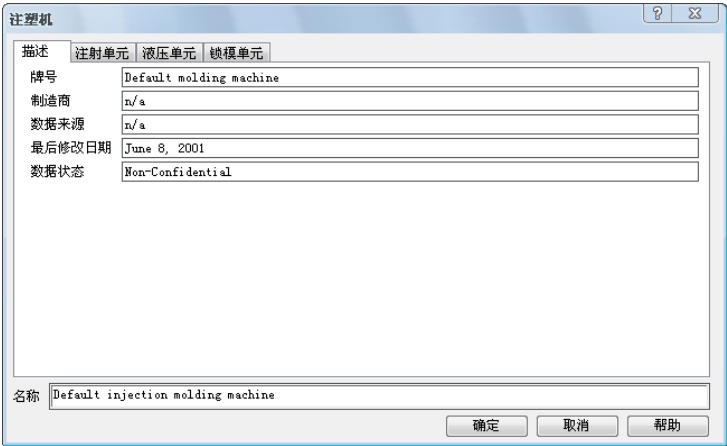 注塑机
描述 注射单元 液压单元 锁模单元
牌号 Default molding machine
制造商 n/a
数据来源 n/a
最后修改日期 June 8, 2001
数据状态 Non-Confidential
名称 Default injection molding machine
确定 取消 帮助